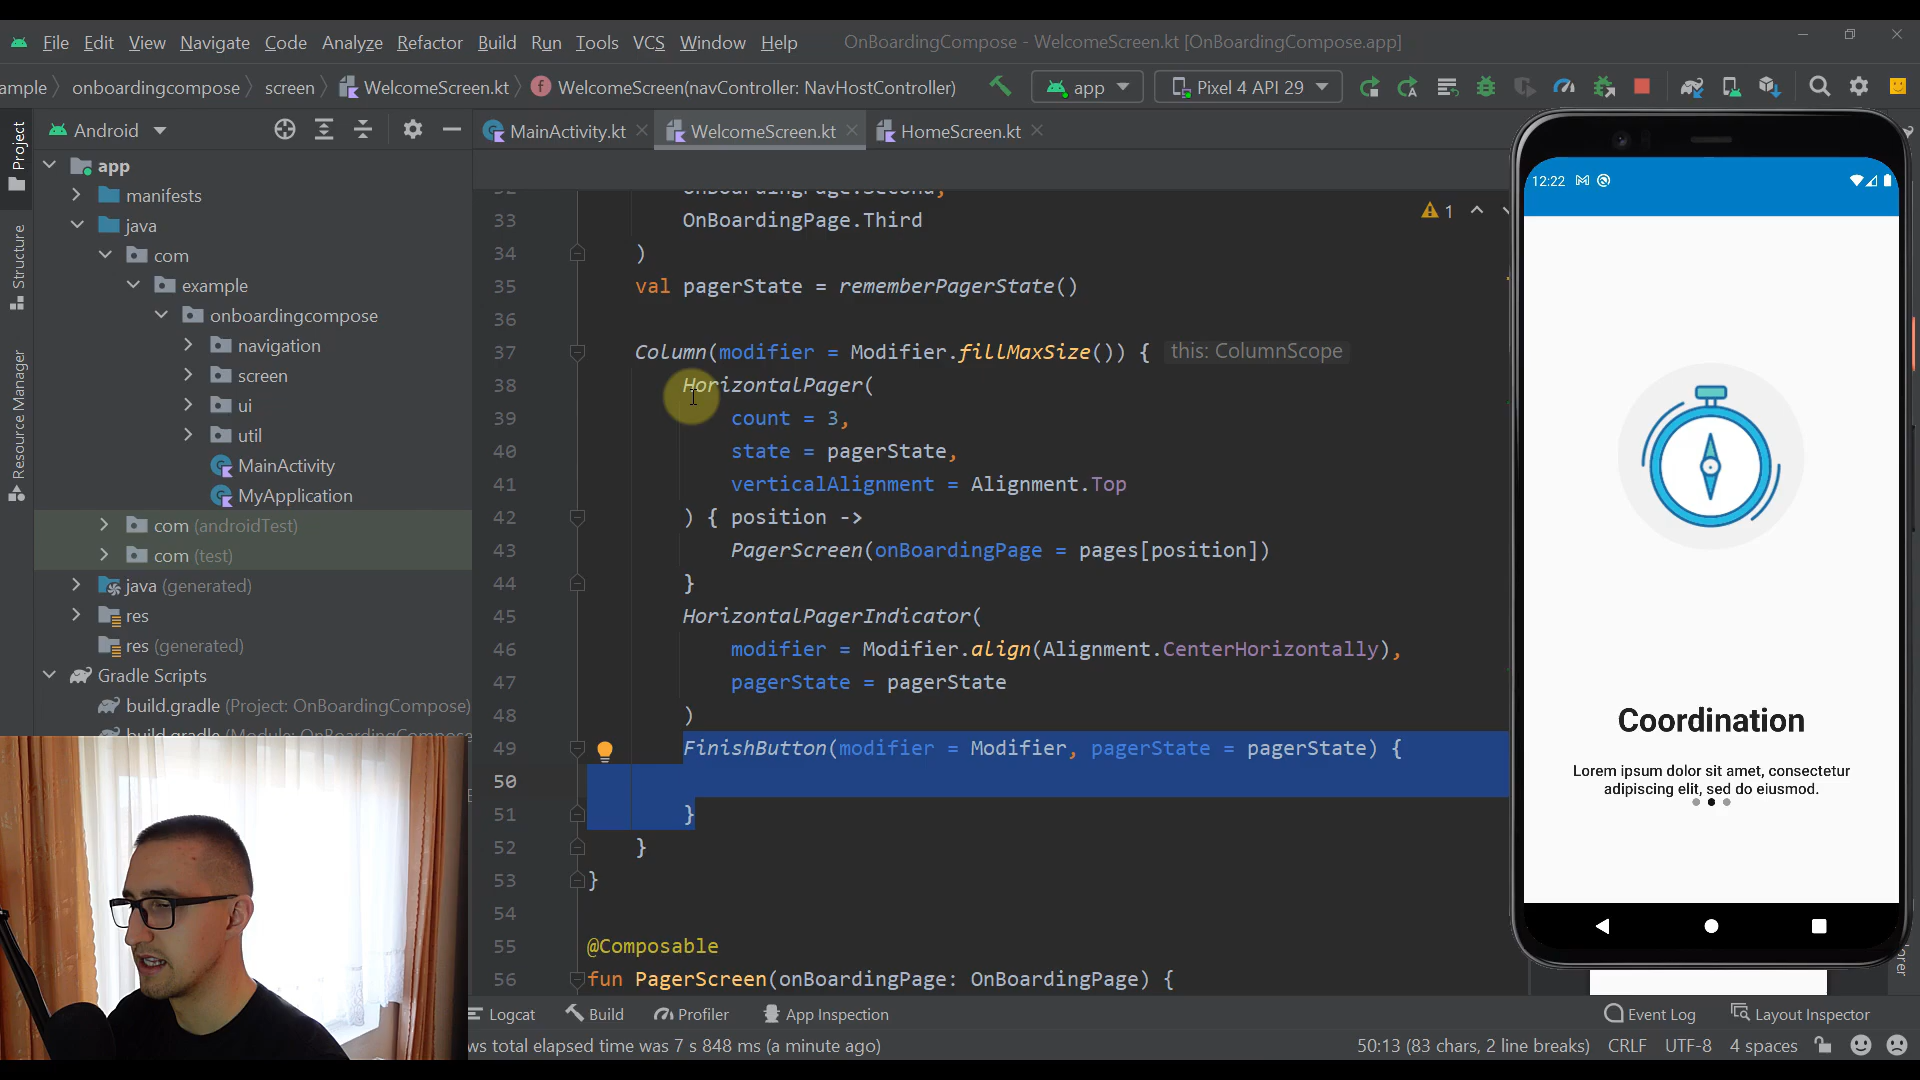 File Edit View Navigate Code Analyze Refactor Build Run Tools VCS Window Help OnBoardingCompose - WelcomeScreen.kt [OnBoardingCompose.app]
ample onboardingcompose screen WelcomeScreen.kt WelcomeScreen(navController: NavHostController) app Pixel 4 API 29
Android
MainActivity.kt WelcomeScreen.kt HomeScreen.kt
Project
Structure
Resource Manager
app
manifests
java
com
example
onboardingcompose
navigation
screen
ui
util
MainActivity
MyApplication
com (androidTest)
com (test)
java (generated)
res
res (generated)
Gradle Scripts
build.gradle (Project: OnBoardingCompose)
build.gradle (Module: OnBoardingCompose
1
32 OnBoardingPage.Second,
33 OnBoardingPage.Third
34 )
35 val pagerState = rememberPagerState()
36
37 Column(modifier = Modifier.fillMaxSize()) { this: ColumnScope
38 HorizontalPager(
39 count = 3,
40 state = pagerState,
41 verticalAlignment = Alignment.Top
42 ) { position ->
43 PagerScreen(onBoardingPage = pages[position])
44 }
45 HorizontalPagerIndicator(
46 modifier = Modifier.align(Alignment.CenterHorizontally),
47 pagerState = pagerState
48 )
49 FinishButton(modifier = Modifier, pagerState = pagerState) {
50
51 }
52 }
53 }
54
55 @Composable
56 fun PagerScreen(onBoardingPage: OnBoardingPage) {
12:22
Coordination
Lorem ipsum dolor sit amet, consectetur
adipiscing elit, sed do eiusmod.
Logcat Build Profiler App Inspection Event Log Layout Inspector
ws total elapsed time was 7 s 848 ms (a minute ago) 50:13 (83 chars, 2 line breaks) CRLF UTF-8 4 spaces